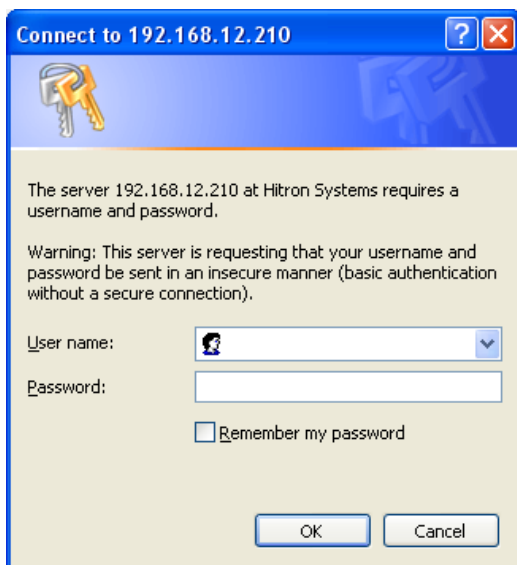 Connect to 192.168.12.210
The server 192.168.12.210 at Hitron Systems requires a
username and password.
Warning: This server is requesting that your username and
password be sent in an insecure manner (basic authentication
without a secure connection).
User name:
Password:
Remember my password
OK Cancel